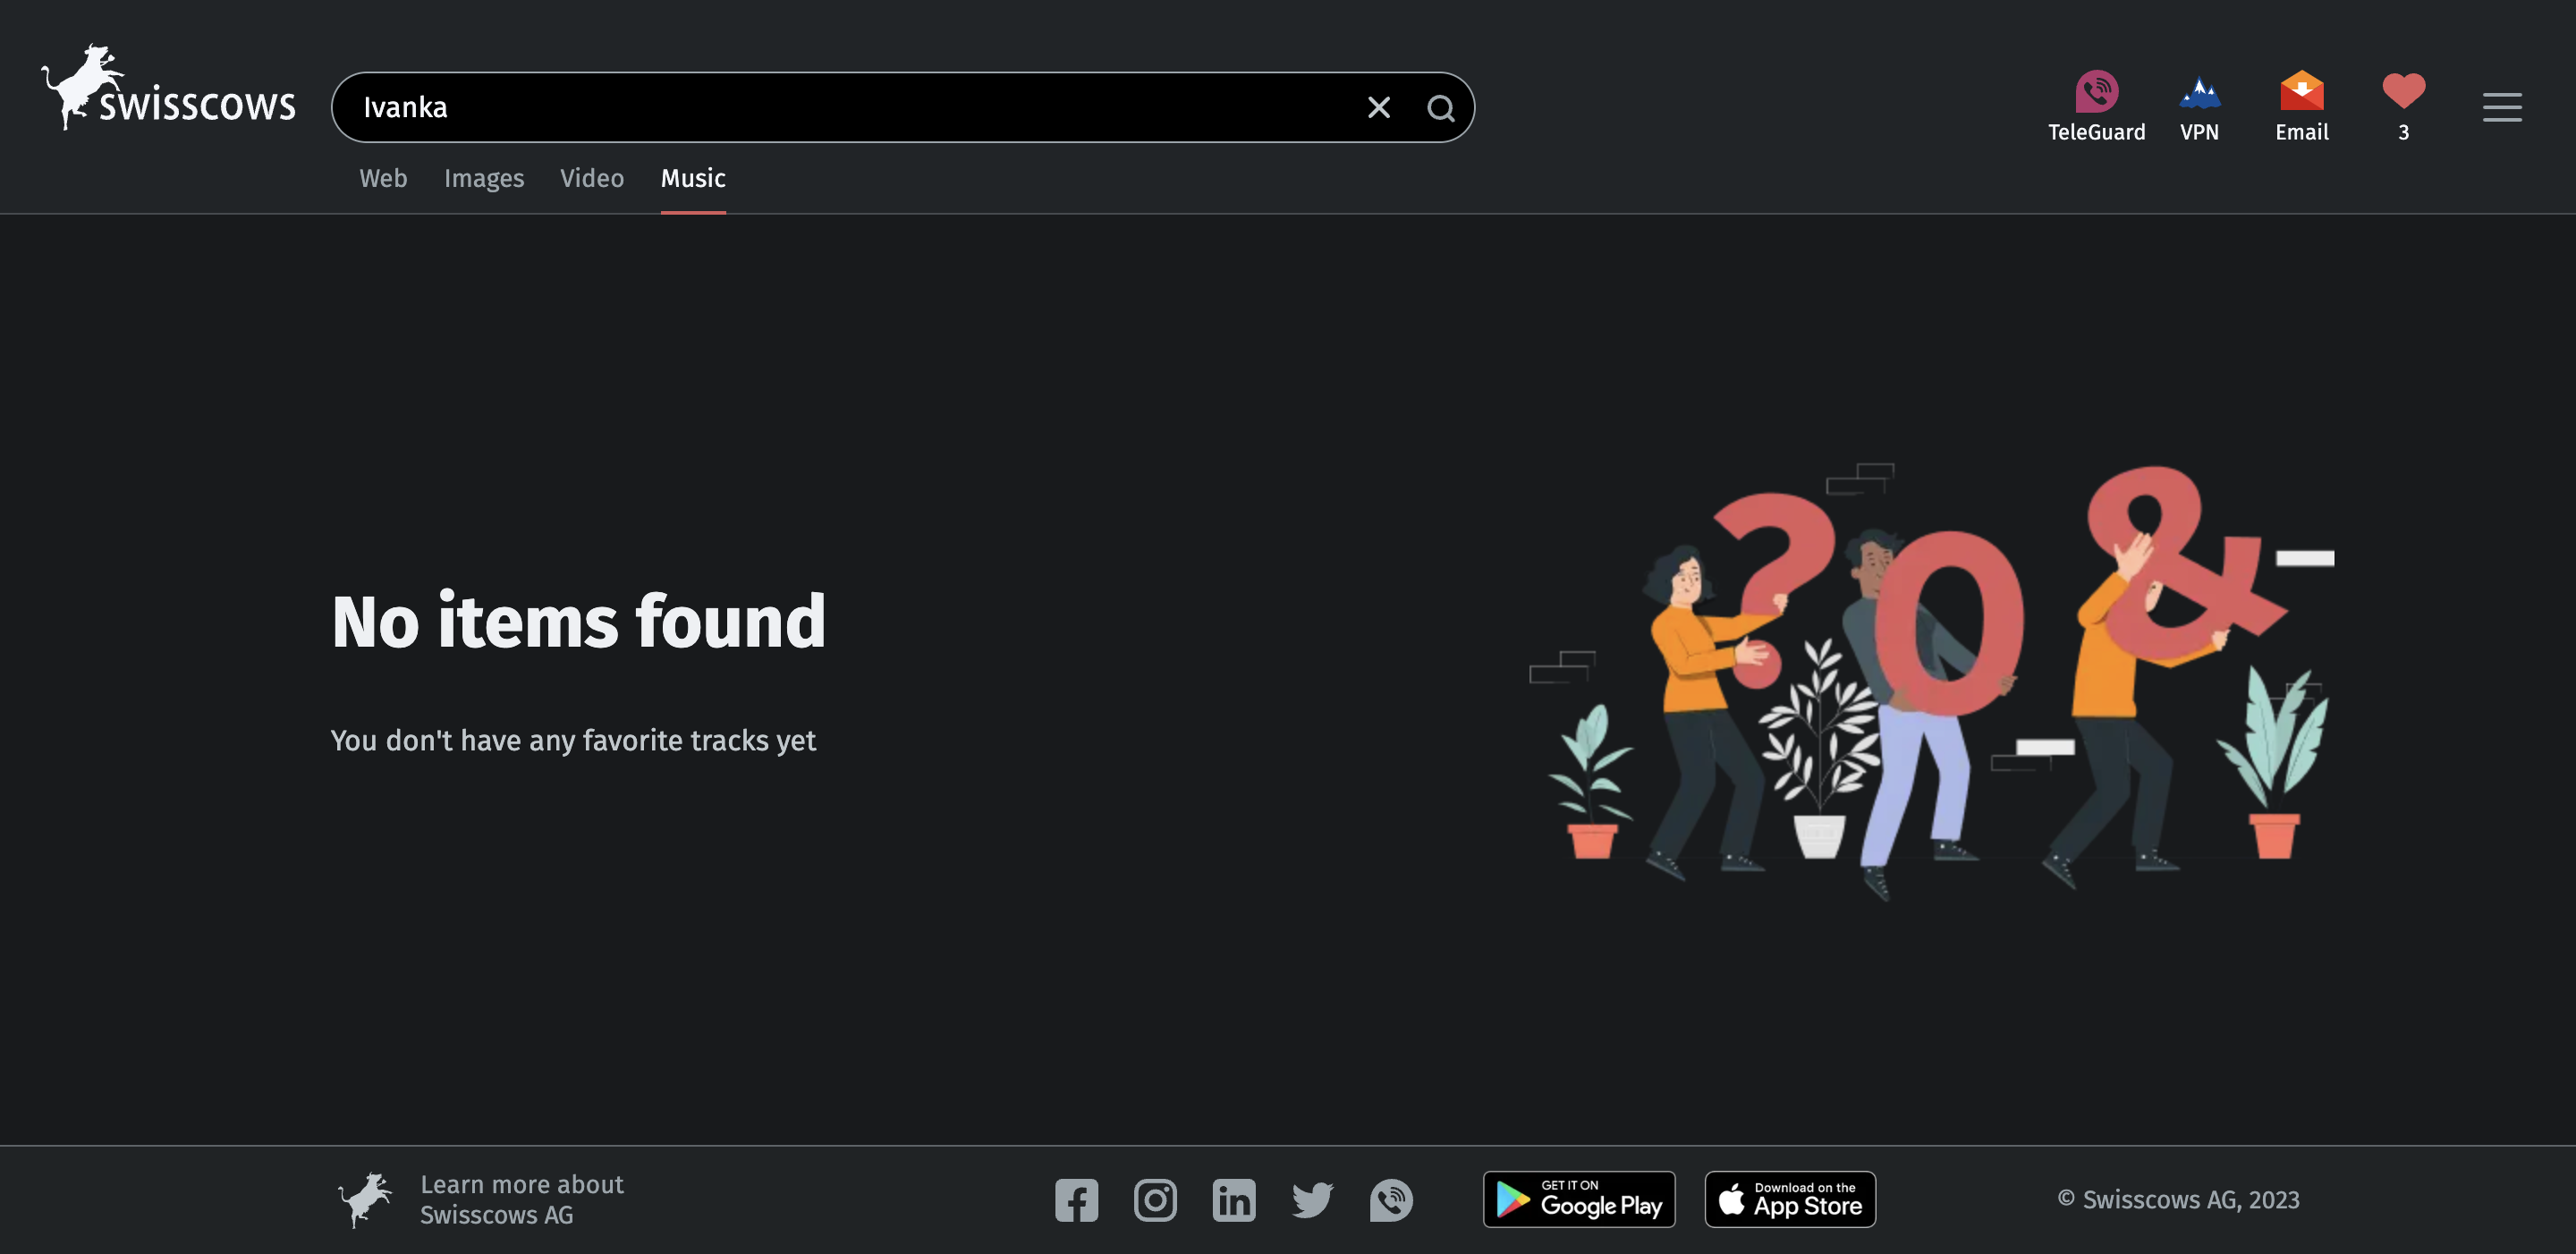 swisscows
Ivanka
TeleGuard
VPN
Email
3
Web
Images
Video
Music
No items found
You don't have any favorite tracks yet
? 0 &
Learn more about
Swisscows AG
GET IT ON
Google Play
Download on the
App Store
© Swisscows AG, 2023